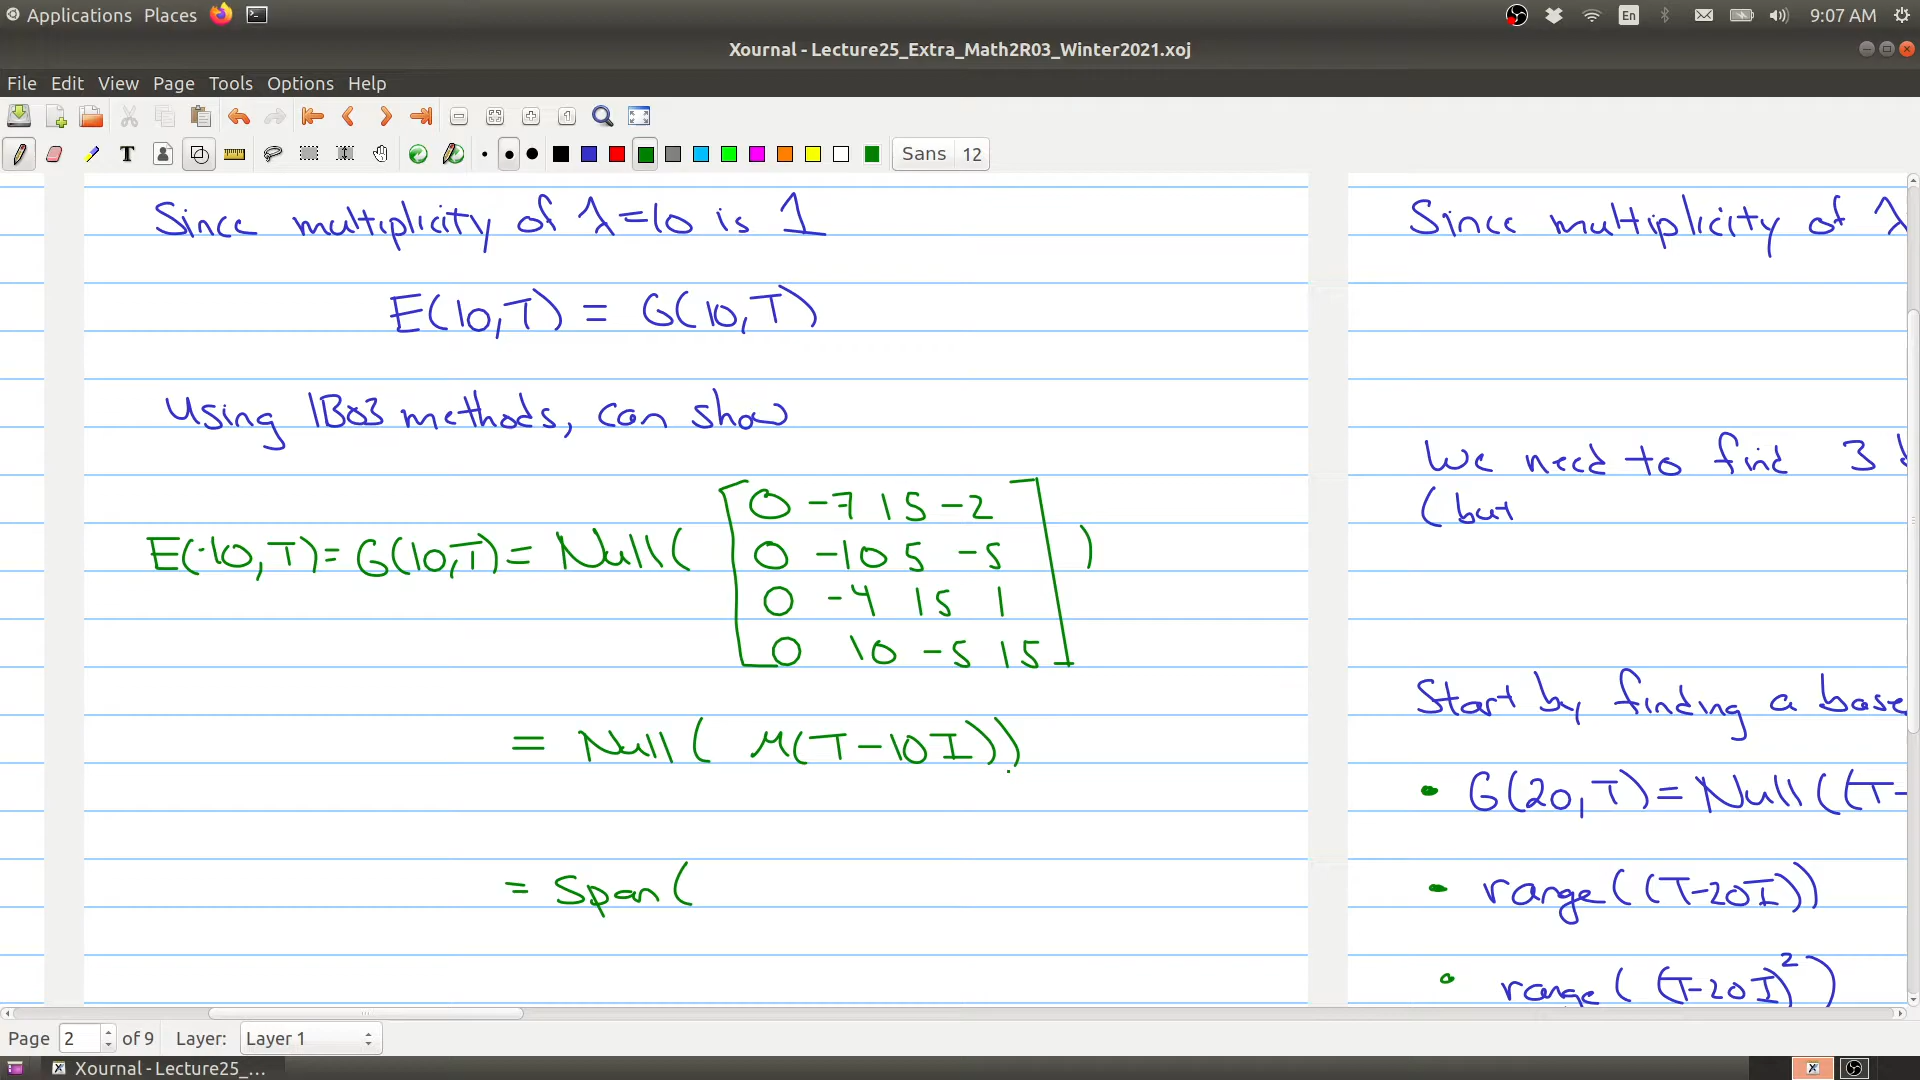 Applications Places En 9:07 AM
Xournal - Lecture25_Extra_Math2R03_Winter2021.xoj
File Edit View Page Tools Options Help
T Sans 12
Since multiplicity of λ=10 is 1
E(10,T) = G(10,T)
Using 1B03 methods, can show
E(10,T) = G(10,T) = Null( [
0 -7 15 -2
0 -10 5 -5
0 -4 15 1
0 10 -5 15
] )
= Null( M(T-10I))
= Span(
Since multiplicity of λ
We need to find 3
(but
Start by finding a base
• G(20,T) = Null((T-
• range((T-20I))
• range( (T-20I)²)
Page 2 of 9 Layer: Layer 1
Xournal - Lecture25_...